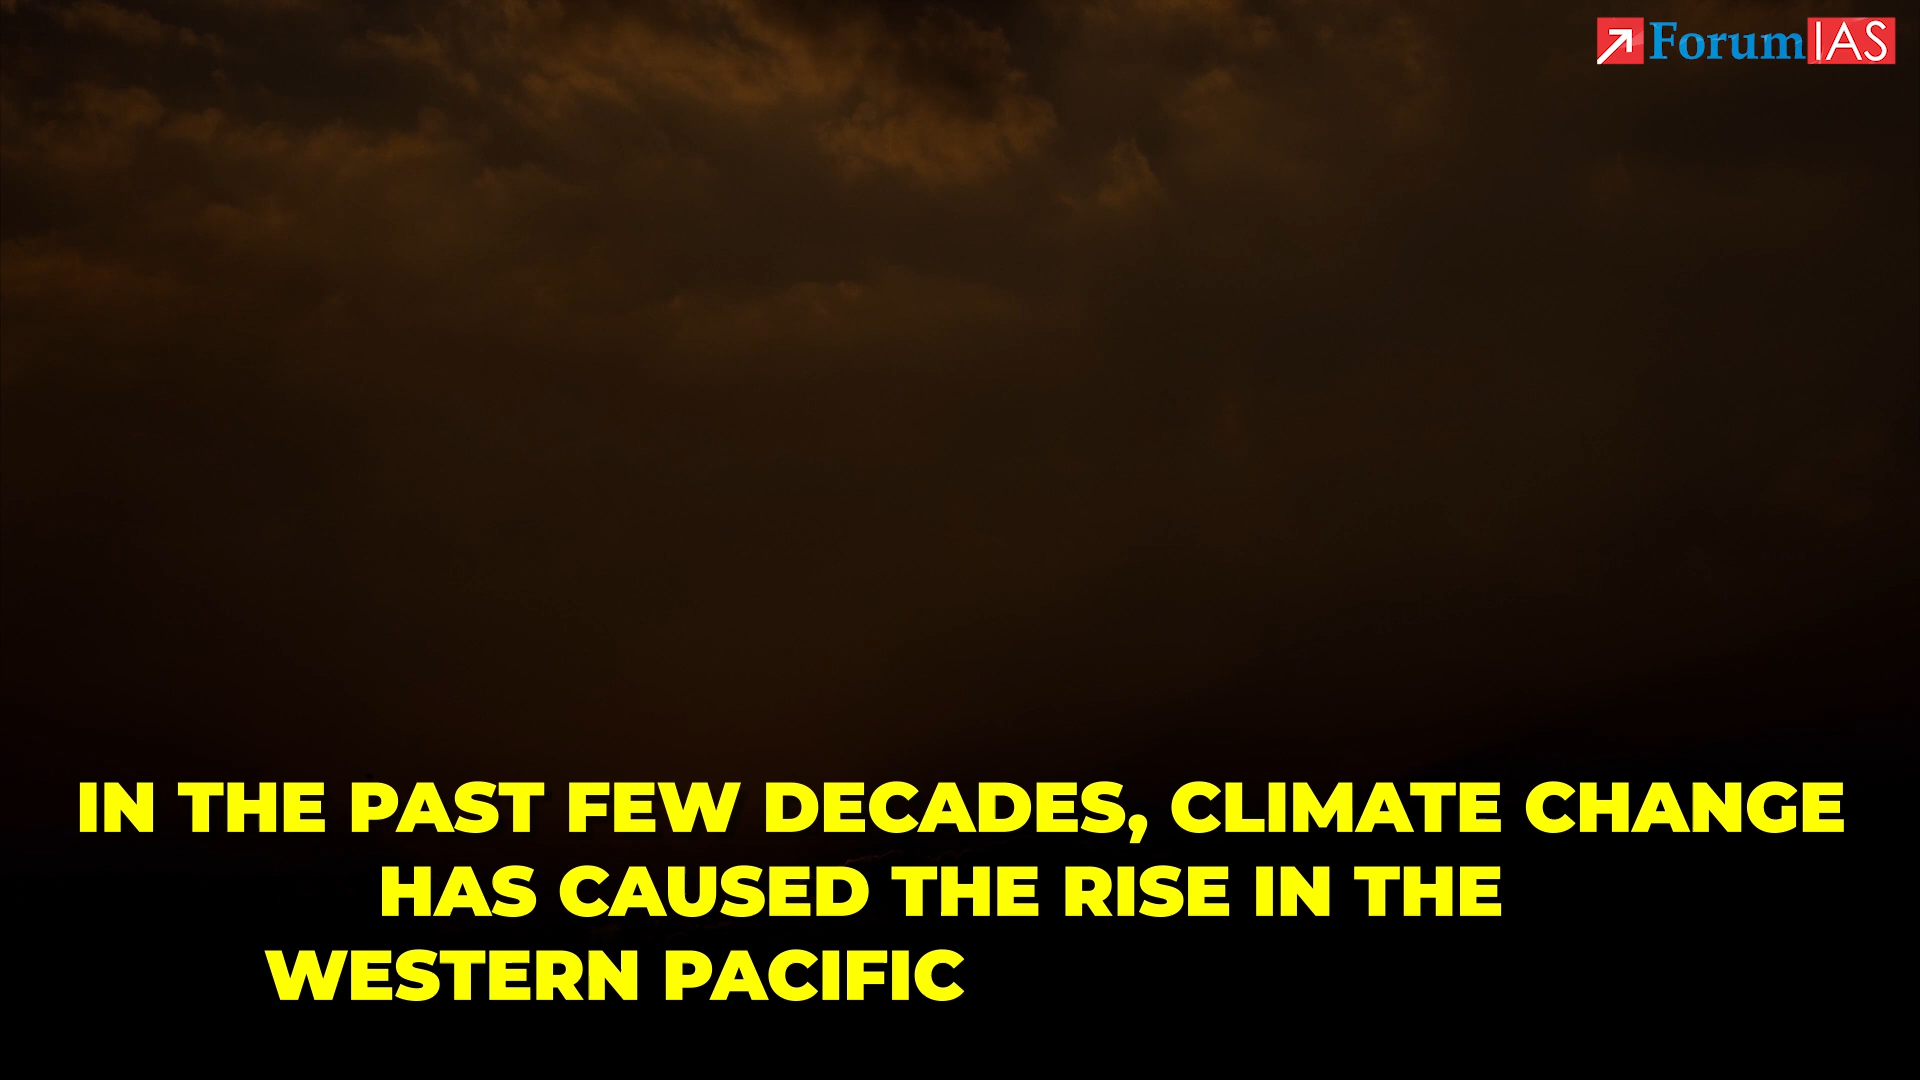 ForumIAS
IN THE PAST FEW DECADES, CLIMATE CHANGE
HAS CAUSED THE RISE IN THE
WESTERN PACIFIC